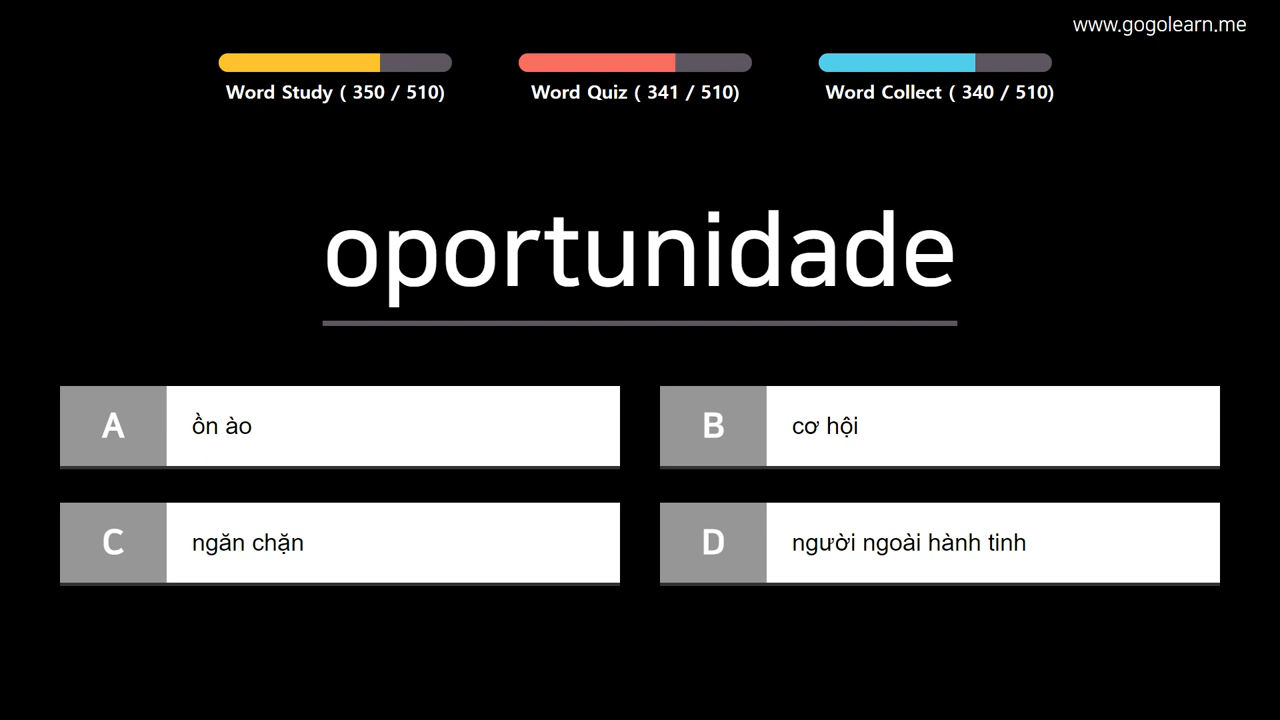 www.gogolearn.me
Word Study ( 350 / 510)
Word Quiz ( 341 / 510)
Word Collect ( 340 / 510)
oportunidade
A
ồn ào
B
cơ hội
C
ngăn chặn
D
người ngoài hành tinh